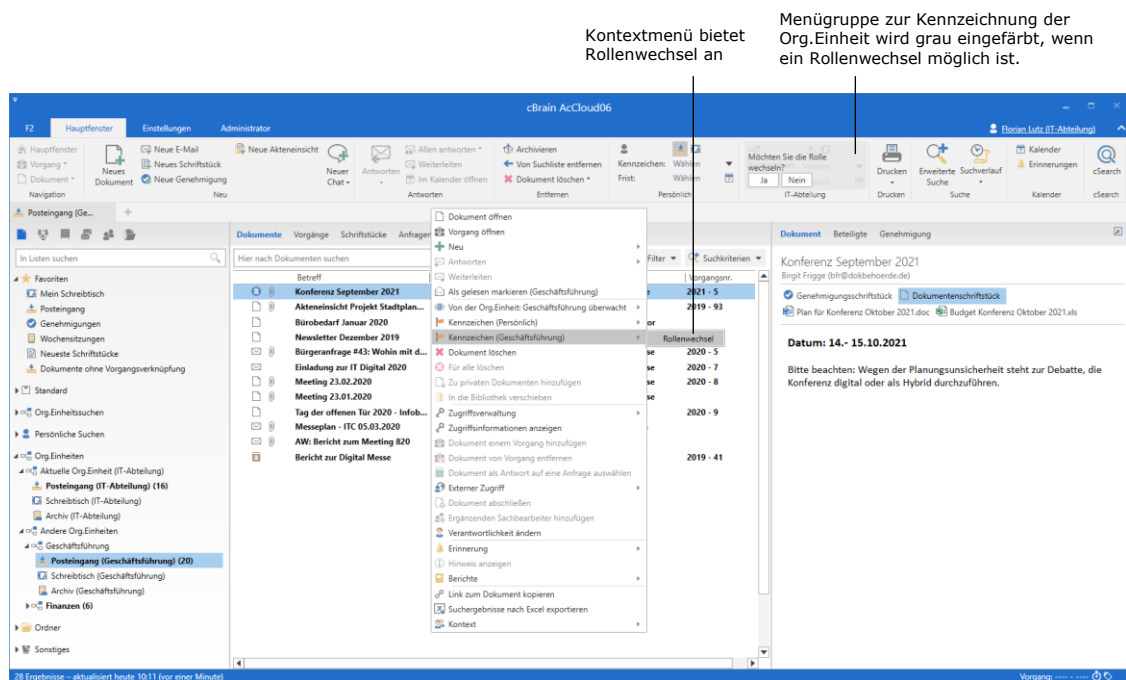 Kontextmenü bietet
Rollenwechsel an
Menügruppe zur Kennzeichnung der
Org.Einheit wird grau eingefärbt, wenn
ein Rollenwechsel möglich ist.
cBrain AcCloud06
F2 Hauptfenster Einstellungen Administrator
Florian Lutz (IT-Abteilung)
Hauptfenster
Vorgang
Dokument
Navigation
Neues
Dokument
Neue E-Mail
Neues Schriftstück
Neue Genehmigung
Neu
Neue Akteneinsicht
Neuer
Chat
Antworten
Allen antworten
Weiterleiten
Im Kalender öffnen
Antworten
Archivieren
Von Suchliste entfernen
Dokument löschen
Entfernen
Kennzeichen: Wählen
Frist: Wählen
Persönlich
Möchten Sie die Rolle
wechseln?
Ja Nein
IT-Abteilung
Drucken
Drucken
Erweiterte
Suche
Suchverlauf
Suche
Kalender
Erinnerungen
Kalender
cSearch
cSearch
Posteingang (Ge...
In Listen suchen
Favoriten
Mein Schreibtisch
Posteingang
Genehmigungen
Wochensitzungen
Neueste Schriftstücke
Dokumente ohne Vorgangsverknüpfung
Standard
Org.Einheitssuchen
Persönliche Suchen
Org.Einheiten
Aktuelle Org.Einheit (IT-Abteilung)
Posteingang (IT-Abteilung) (16)
Schreibtisch (IT-Abteilung)
Archiv (IT-Abteilung)
Andere Org.Einheiten
Geschäftsführung
Posteingang (Geschäftsführung) (20)
Schreibtisch (Geschäftsführung)
Archiv (Geschäftsführung)
Finanzen (6)
Ordner
Sonstiges
Dokumente Vorgänge Schriftstücke Anfragen
Hier nach Dokumenten suchen
Filter Suchkriterien
Betreff Vorgangsnr.
Konferenz September 2021 2021 - 5
Akteneinsicht Projekt Stadtplan... 2019 - 93
Bürobedarf Januar 2020
Newsletter Dezember 2019
Bürgeranfrage #43: Wohin mit d... se 2020 - 5
Einladung zur IT Digital 2020 se 2020 - 7
Meeting 23.02.2020 se 2020 - 8
Meeting 23.01.2020 se
Tag der offenen Tür 2020 - Infob... 2020 - 9
Messeplan - ITC 05.03.2020
AW: Bericht zum Meeting 820
Bericht zur Digital Messe 2019 - 41
Dokument öffnen
Vorgang öffnen
Neu
Antworten
Weiterleiten
Als gelesen markieren (Geschäftsführung)
Von der Org.Einheit: Geschäftsführung überwacht
Kennzeichen (Persönlich)
Kennzeichen (Geschäftsführung)
Rollenwechsel
Dokument löschen
Für alle löschen
Zu privaten Dokumenten hinzufügen
In die Bibliothek verschieben
Zugriffsverwaltung
Zugriffsinformationen anzeigen
Dokument einem Vorgang hinzufügen
Dokument von Vorgang entfernen
Dokument als Antwort auf eine Anfrage auswählen
Externer Zugriff
Dokument abschließen
Ergänzenden Sachbearbeiter hinzufügen
Verantwortlichkeit ändern
Erinnerung
Hinweis anzeigen
Berichte
Link zum Dokument kopieren
Suchergebnisse nach Excel exportieren
Kontext
Dokument Beteiligte Genehmigung
Konferenz September 2021
Birgit Frigge (bfr@dokbehoerde.de)
Genehmigungsschriftstück Dokumentenschriftstück
Plan für Konferenz Oktober 2021.doc Budget Konferenz Oktober 2021.xls
Datum: 14.- 15.10.2021
Bitte beachten: Wegen der Planungsunsicherheit steht zur Debatte, die
Konferenz digital oder als Hybrid durchzuführen.
28 Ergebnisse – aktualisiert heute 10:11 (vor einer Minute)
Vorgang: ---- - ----